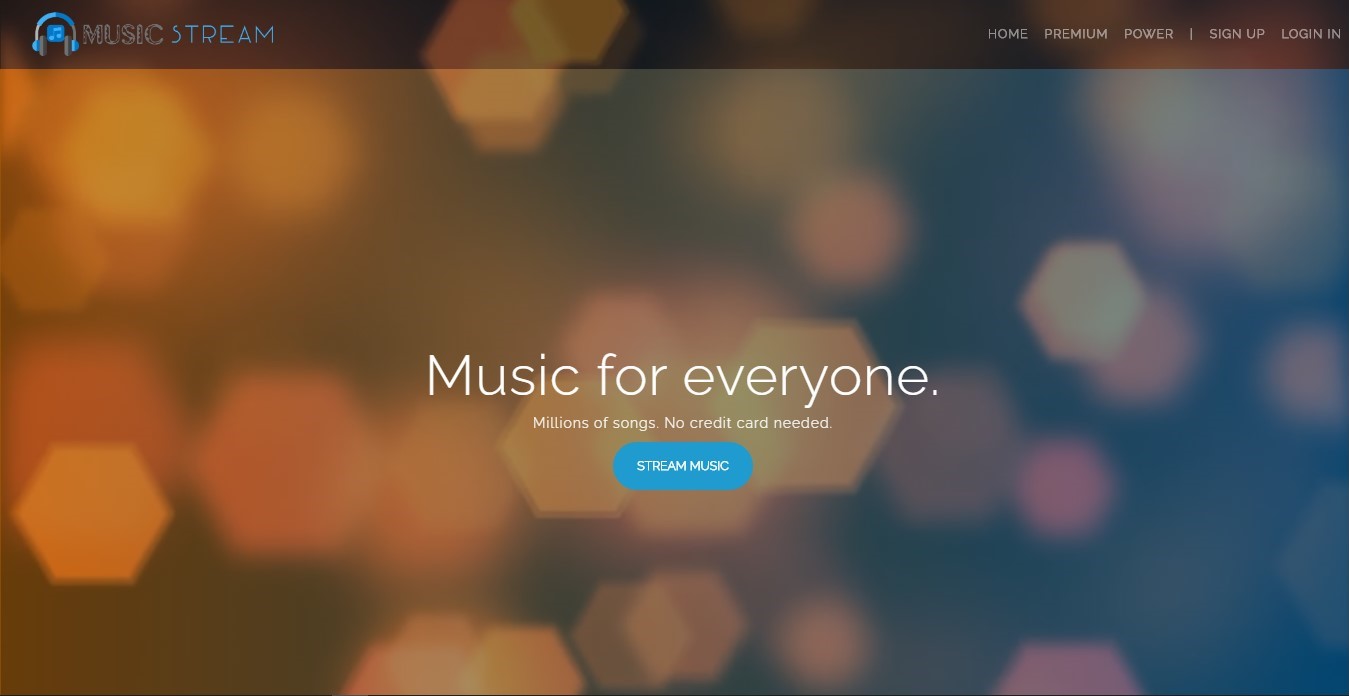 MUSIC STREAM
HOME PREMIUM POWER | SIGN UP LOGIN IN
Music for everyone.
Millions of songs. No credit card needed.
STREAM MUSIC